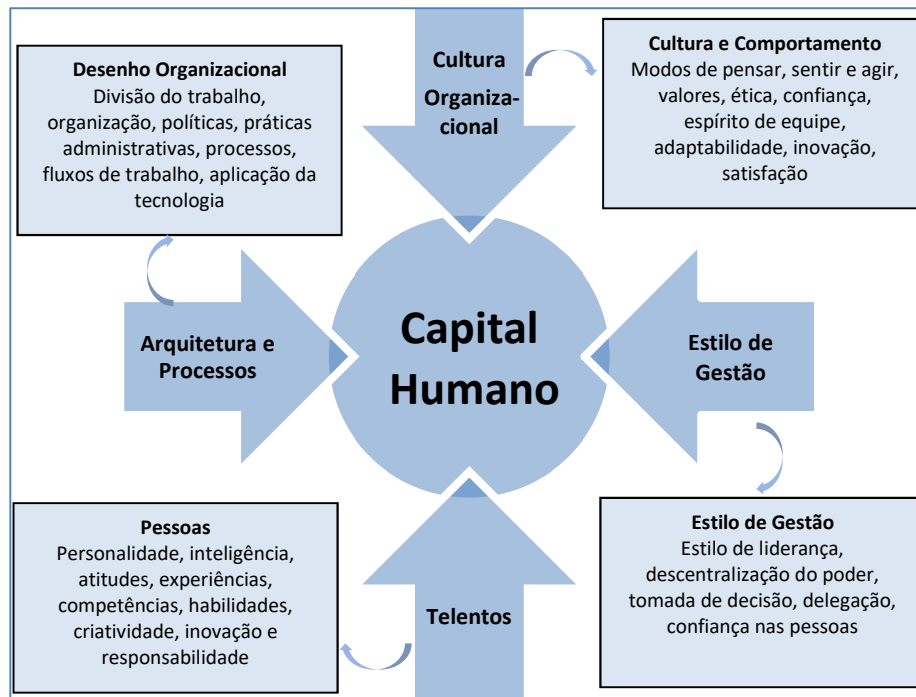 Desenho Organizacional
Divisão do trabalho,
organização, políticas, práticas
administrativas, processos,
fluxos de trabalho, aplicação da
tecnologia
Cultura
Organiza-
cional
Cultura e Comportamento
Modos de pensar, sentir e agir,
valores, ética, confiança,
espírito de equipe,
adaptabilidade, inovação,
satisfação
Arquitetura e
Processos
Capital
Humano
Estilo de
Gestão
Pessoas
Personalidade, inteligência,
atitudes, experiências,
competências, habilidades,
criatividade, inovação e
responsabilidade
Telentos
Estilo de Gestão
Estilo de liderança,
descentralização do poder,
tomada de decisão, delegação,
confiança nas pessoas